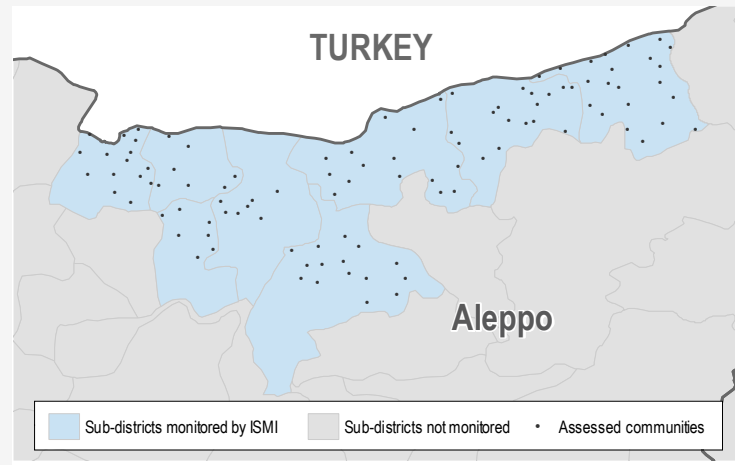 TURKEY
Aleppo
Sub-districts monitored by ISMI
Sub-districts not monitored
Assessed communities